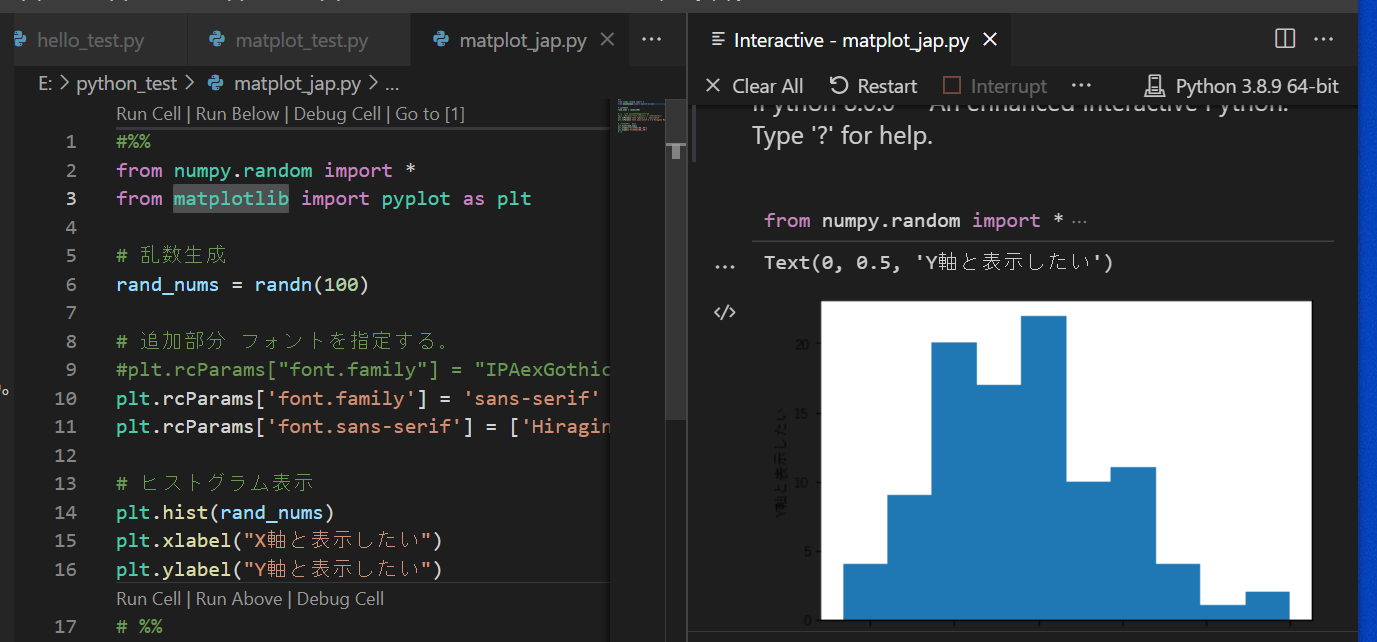 hello_test.py
matplot_test.py
matplot_jap.py
E: > python_test > matplot_jap.py > ...
Run Cell | Run Below | Debug Cell | Go to [1]
1 #%%
2 from numpy.random import *
3 from matplotlib import pyplot as plt
4
5 # 乱数生成
6 rand_nums = randn(100)
7
8 # 追加部分 フォントを指定する。
9 #plt.rcParams["font.family"] = "IPAexGothic
10 plt.rcParams['font.family'] = 'sans-serif'
11 plt.rcParams['font.sans-serif'] = ['Hiragin
12
13 # ヒストグラム表示
14 plt.hist(rand_nums)
15 plt.xlabel("X軸と表示したい")
16 plt.ylabel("Y軸と表示したい")
Run Cell | Run Above | Debug Cell
17 # %%
Interactive - matplot_jap.py
Clear All Restart Interrupt ... Python 3.8.9 64-bit
An enhanced Interactive Python.
Type '?' for help.
from numpy.random import * ...
Text(0, 0.5, 'Y軸と表示したい')
20
15
10
5
0
Y軸と表示したい